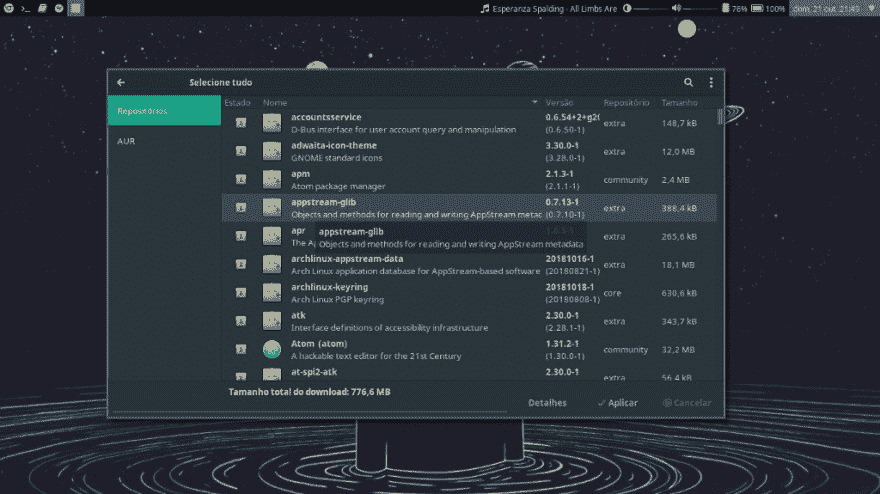 >_ Esperanza Spalding - All Limbs Are 76% 100% dom, 21 out, 21:45
Selecione tudo
Repositórios
AUR
Estado Nome Versão Repositório Tamanho
accountsservice 0.6.54+2+g20
D-Bus interface for user account query and manipulation (0.6.50-1) extra 148,7 kB
adwaita-icon-theme 3.30.0-1
GNOME standard icons (3.28.0-1) extra 12,0 MB
apm 2.1.3-1
Atom package manager (2.1.1-1) community 2,4 MB
appstream-glib 0.7.13-1
Objects and methods for reading and writing AppStream metac (0.7.10-1) extra 388,4 kB
apr
The A extra 265,6 kB
appstream-glib
Objects and methods for reading and writing AppStream metadata
archlinux-appstream-data 20181016-1
Arch Linux application database for AppStream-based software (20180821-1) extra 18,1 MB
archlinux-keyring 20181018-1
Arch Linux PGP keyring (20180808-1) core 630,6 kB
atk 2.30.0-1
Interface definitions of accessibility infrastructure (2.28.1-1) extra 343,7 kB
Atom (atom) 1.31.2-1
A hackable text editor for the 21st Century (1.30.0-1) community 32,2 MB
at-spi2-atk 2.30.0-1
extra 56,4 kB
Tamanho total do download: 776,6 MB
Detalhes Aplicar Cancelar